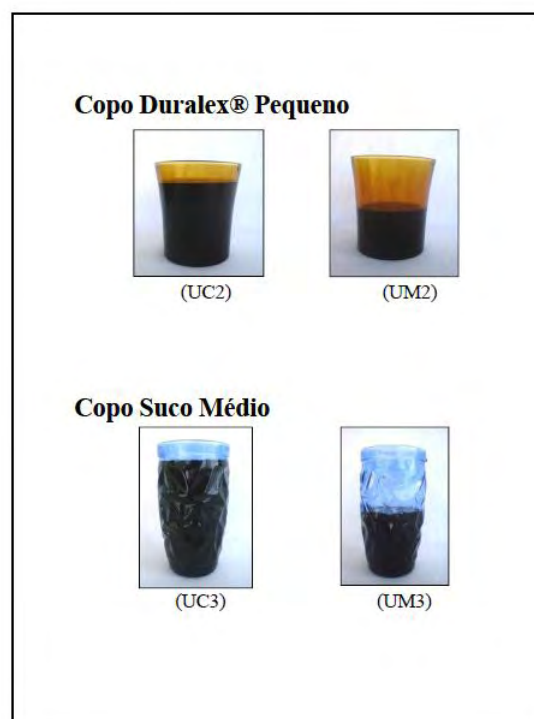 Copo Duralex® Pequeno
(UC2) (UM2)
Copo Suco Médio
(UC3) (UM3)